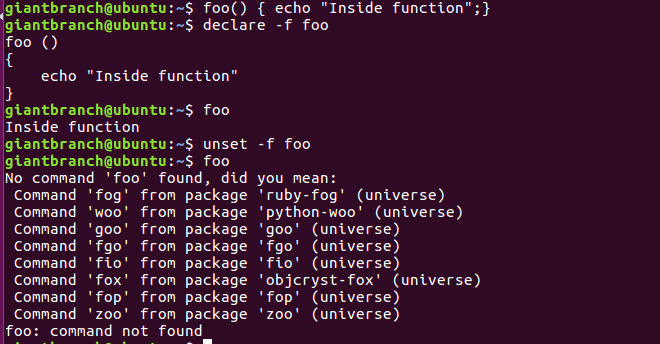 giantbranch@ubuntu:~$ foo() { echo "Inside function";}
giantbranch@ubuntu:~$ declare -f foo
foo ()
{
    echo "Inside function"
}
giantbranch@ubuntu:~$ foo
Inside function
giantbranch@ubuntu:~$ unset -f foo
giantbranch@ubuntu:~$ foo
No command 'foo' found, did you mean:
 Command 'fog' from package 'ruby-fog' (universe)
 Command 'woo' from package 'python-woo' (universe)
 Command 'goo' from package 'goo' (universe)
 Command 'fgo' from package 'fgo' (universe)
 Command 'fio' from package 'fio' (universe)
 Command 'fox' from package 'objcryst-fox' (universe)
 Command 'fop' from package 'fop' (universe)
 Command 'zoo' from package 'zoo' (universe)
foo: command not found
giantbranch@ubuntu:~$